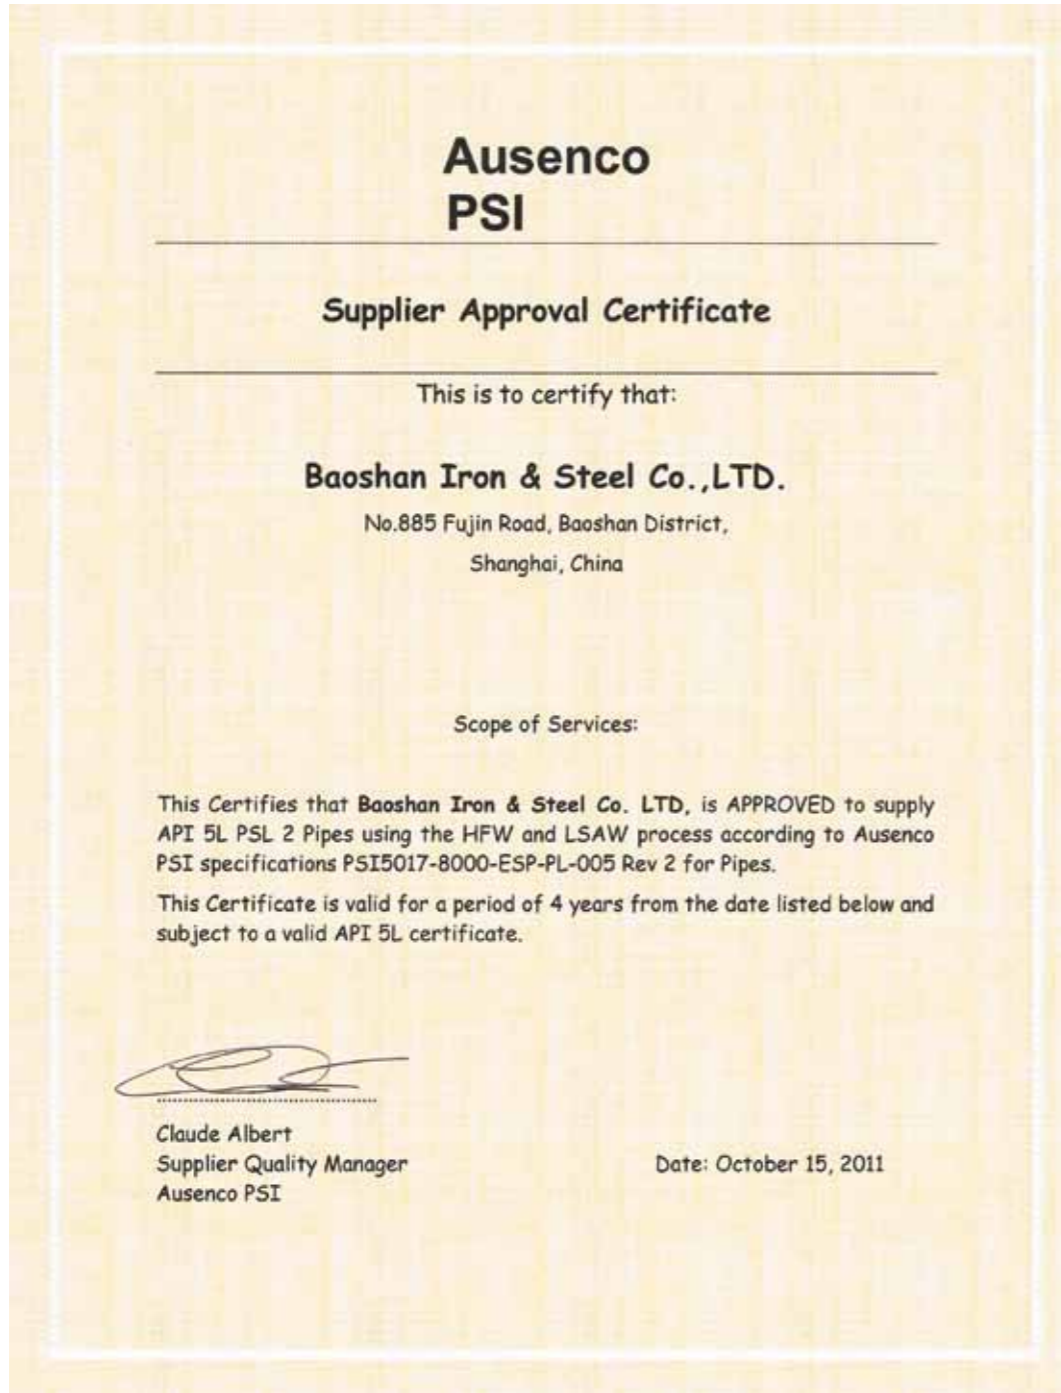 Ausenco
PSI
Supplier Approval Certificate
This is to certify that:
Baoshan Iron & Steel Co.,LTD.
No.885 Fujin Road, Baoshan District,
Shanghai, China
Scope of Services:
This Certifies that Baoshan Iron & Steel Co. LTD, is APPROVED to supply
API 5L PSL 2 Pipes using the HFW and LSAW process according to Ausenco
PSI specifications PSI5017-8000-ESP-PL-005 Rev 2 for Pipes.
This Certificate is valid for a period of 4 years from the date listed below and
subject to a valid API 5L certificate.
Claude Albert
Supplier Quality Manager
Date: October 15, 2011
Ausenco PSI